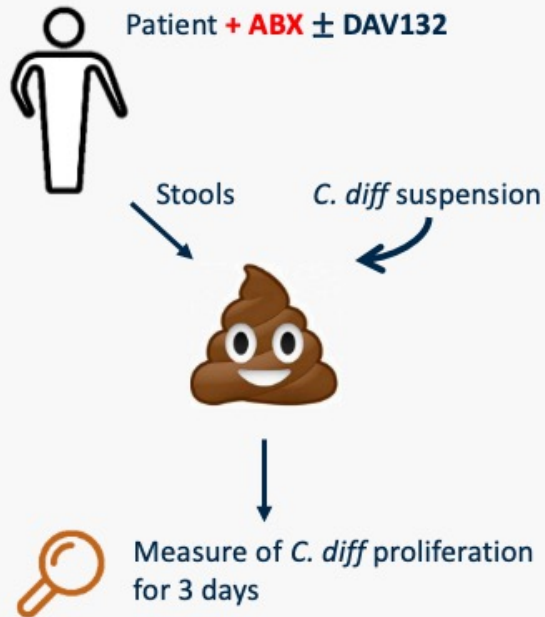 Patient + ABX ± DAV132
Stools
C. diff suspension
Measure of C. diff proliferation
for 3 days